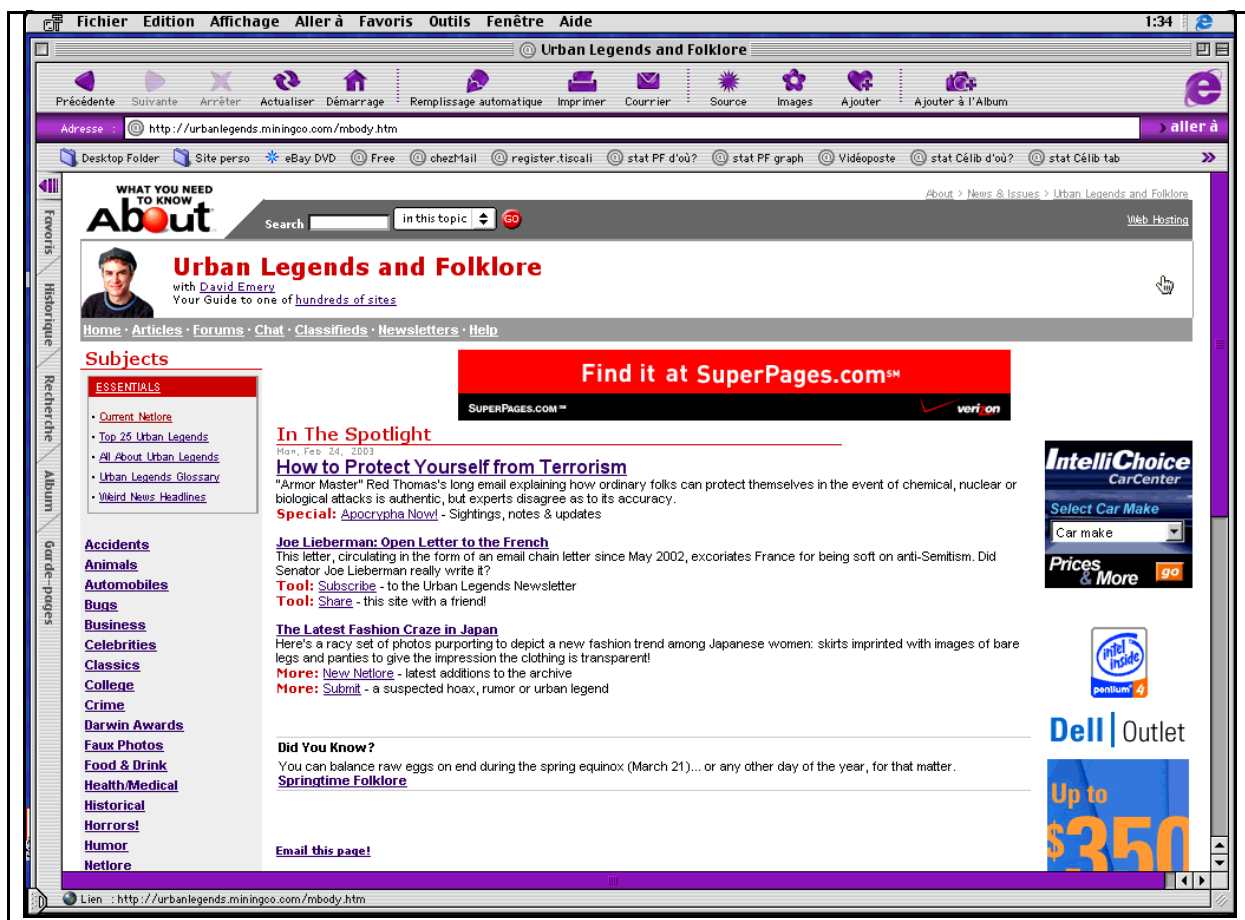 Fichier Edition Affichage Aller à Favoris Outils Fenêtre Aide 1:34
Urban Legends and Folklore
Précédente Suivante Arrêter Actualiser Démarrage Remplissage automatique Imprimer Courrier Source Images Ajouter Ajouter à l'Album
Adresse : http://urbanlegends.miningco.com/mbody.htm aller à
Desktop Folder Site perso eBay DVD Free chezMail register.tiscali stat PF d'où? stat PF graph Vidéoposte stat Célib d'où? stat Célib tab »
Favoris
Historique
Recherche
Album
Garde-pages
WHAT YOU NEED
TO KNOW
About
About > News & Issues > Urban Legends and Folklore
Search in this topic GO
Web Hosting
Urban Legends and Folklore
with David Emery
Your Guide to one of hundreds of sites
Home · Articles · Forums · Chat · Classifieds · Newsletters · Help
Subjects
ESSENTIALS
• Current Netlore
• Top 25 Urban Legends
• All About Urban Legends
• Urban Legends Glossary
• Weird News Headlines
Accidents
Animals
Automobiles
Bugs
Business
Celebrities
Classics
College
Crime
Darwin Awards
Faux Photos
Food & Drink
Health/Medical
Historical
Horrors!
Humor
Netlore
Find it at SuperPages.com℠
SUPERPAGES.COM℠ verizon
In The Spotlight
Mon, Feb 24, 2003
How to Protect Yourself from Terrorism
"Armor Master" Red Thomas's long email explaining how ordinary folks can protect themselves in the event of chemical, nuclear or
biological attacks is authentic, but experts disagree as to its accuracy.
Special: Apocrypha Now! - Sightings, notes & updates
Joe Lieberman: Open Letter to the French
This letter, circulating in the form of an email chain letter since May 2002, excoriates France for being soft on anti-Semitism. Did
Senator Joe Lieberman really write it?
Tool: Subscribe - to the Urban Legends Newsletter
Tool: Share - this site with a friend!
The Latest Fashion Craze in Japan
Here's a racy set of photos purporting to depict a new fashion trend among Japanese women: skirts imprinted with images of bare
legs and panties to give the impression the clothing is transparent!
More: New Netlore - latest additions to the archive
More: Submit - a suspected hoax, rumor or urban legend
Did You Know?
You can balance raw eggs on end during the spring equinox (March 21)... or any other day of the year, for that matter.
Springtime Folklore
Email this page!
IntelliChoice
CarCenter
Select Car Make
Car make
Prices
& More go
intel
inside
pentium 4
Dell | Outlet
Up to
$350
Lien : http://urbanlegends.miningco.com/mbody.htm